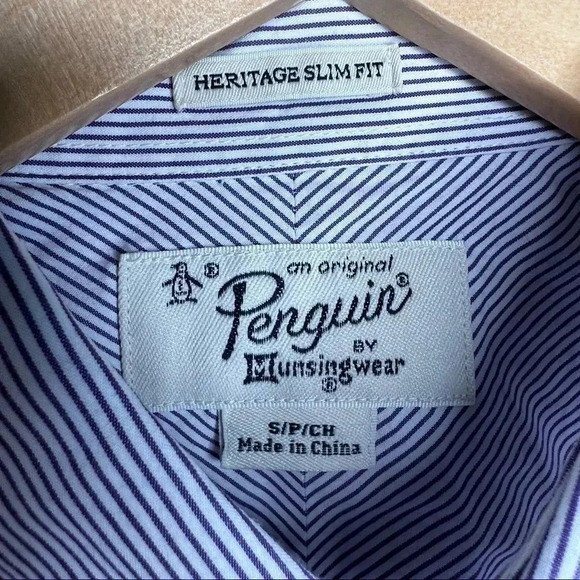 HERITAGE SLIM FIT
®
an original
Penguin®
BY
Munsingwear
®
S/P/CH
Made in China